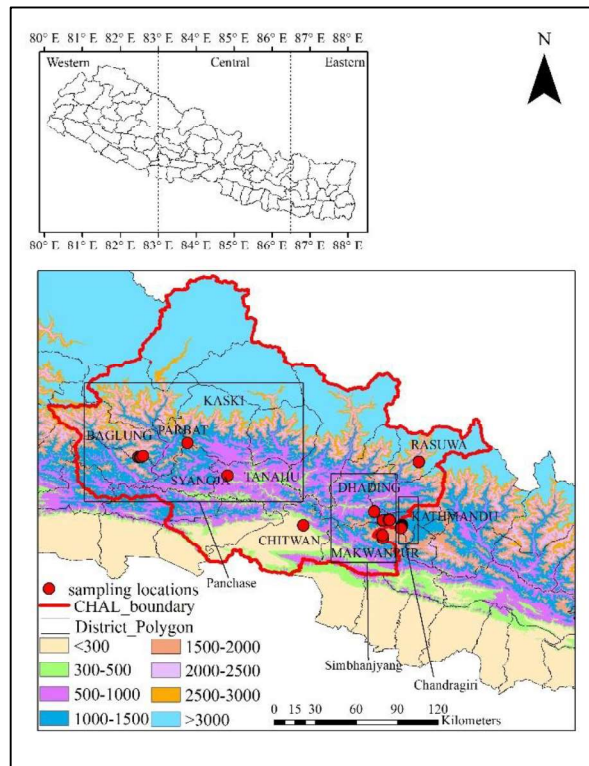 N
80° E 82° E 83° E 84° E 85° E 86° E 87° E 88° E
Western Central Eastern
80° E 82° E 83° E 84° E 85° E 86° E 87° E 88° E
KASKI
BAGLUNG PARBAT
RASUWA
SYANGJA TANAHU
DHADING
KATHMANDU
CHITWAN
MAKWANPUR
Panchase
sampling locations
CHAL_boundary
District_Polygon
Simbhanjyang
Chandragiri
<300 1500-2000
300-500 2000-2500
500-1000 2500-3000
1000-1500 >3000
0 15 30 60 90 120
Kilometers